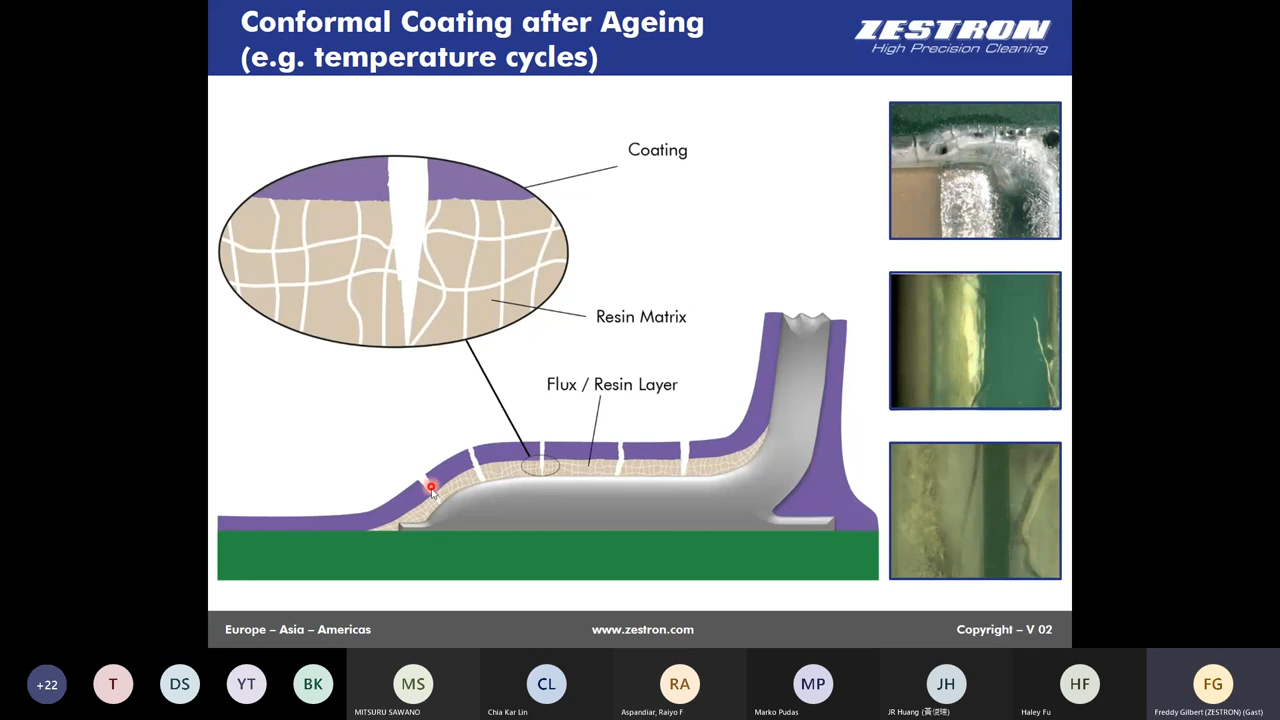 Conformal Coating after Ageing
(e.g. temperature cycles)
ZESTRON
High Precision Cleaning
Coating
Resin Matrix
Flux / Resin Layer
Europe – Asia – Americas
www.zestron.com
Copyright – V 02
+22
T
DS
YT
BK
MS
MITSURU SAWANO
CL
Chia Kar Lin
RA
Aspandiar, Raiyo F
MP
Marko Pudas
JH
JR Huang (黃俊瑞)
HF
Haley Fu
FG
Freddy Gilbert (ZESTRON) (Gast)